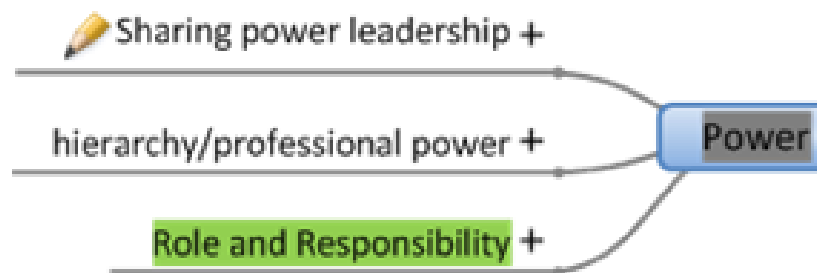 Sharing power leadership +
hierarchy/professional power +
Power
Role and Responsibility +